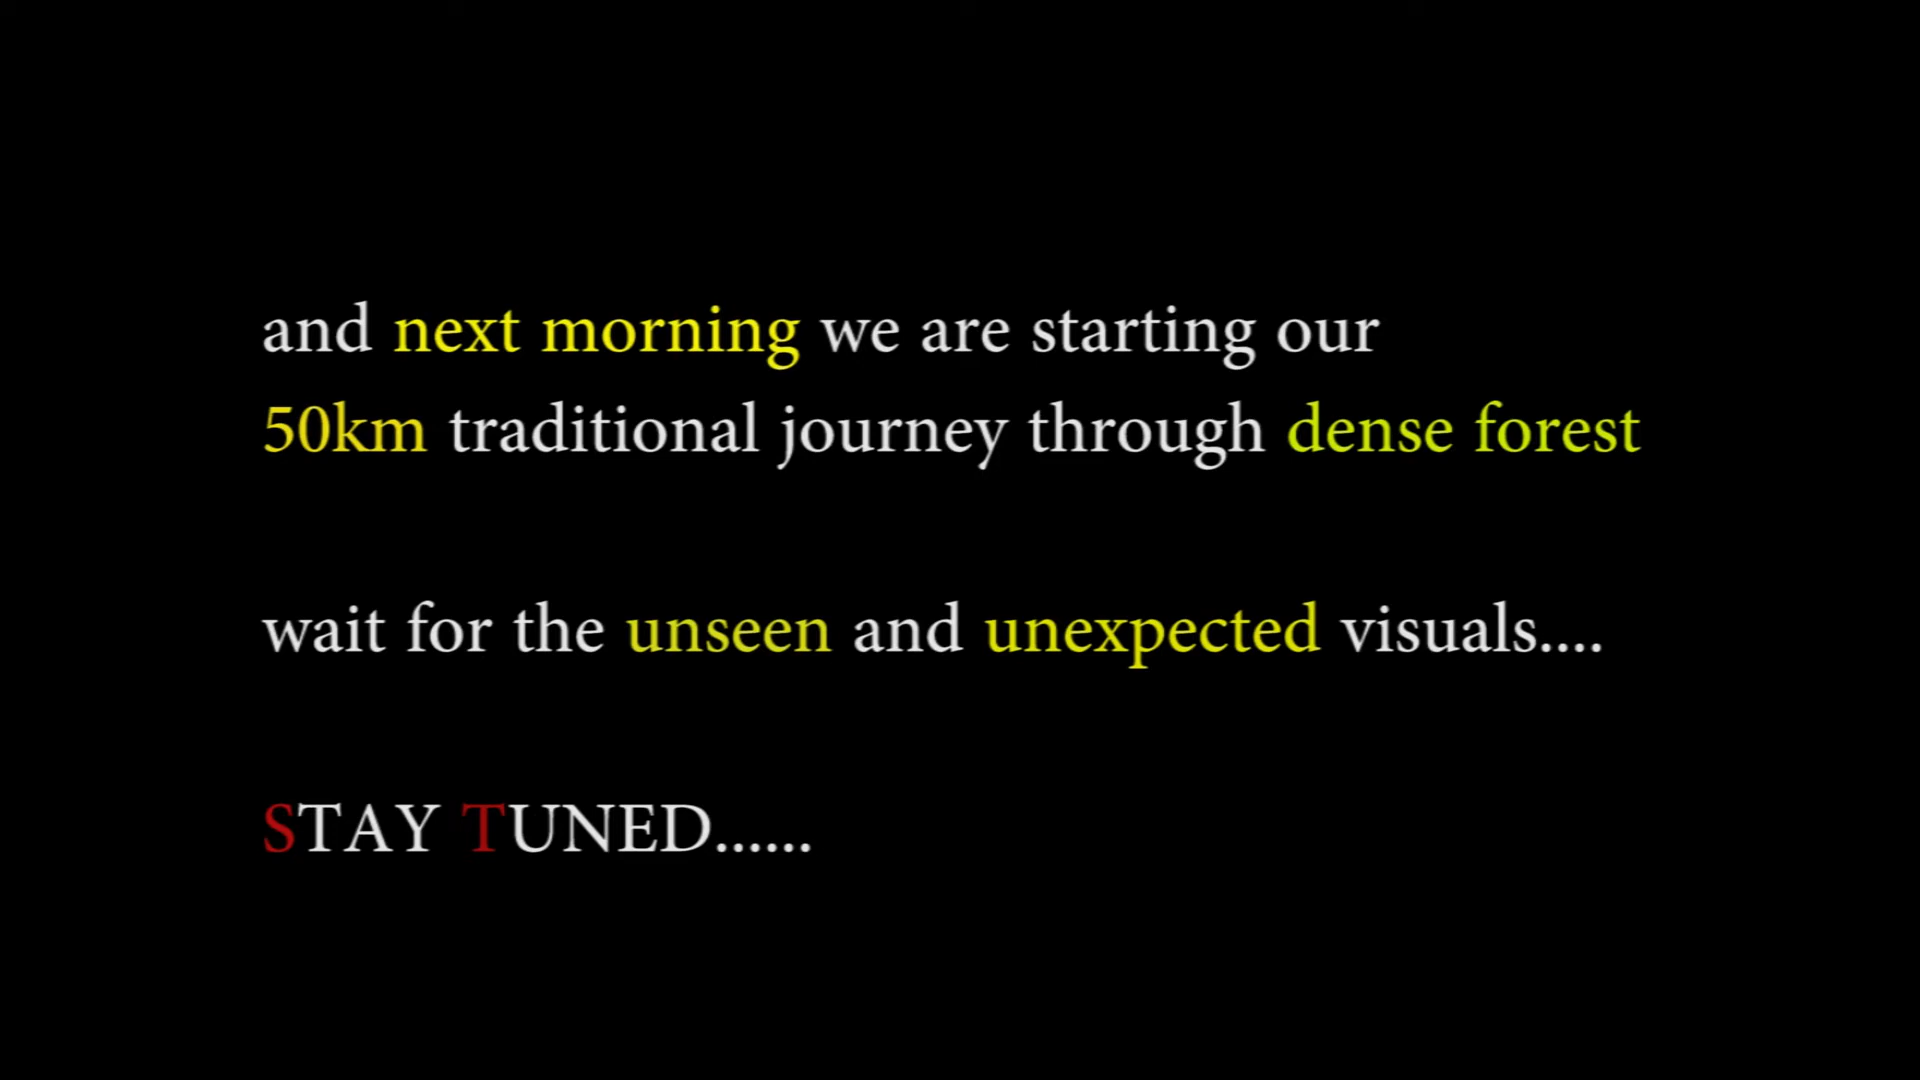 and next morning we are starting our
50km traditional journey through dense forest
wait for the unseen and unexpected visuals....
STAY TUNED......